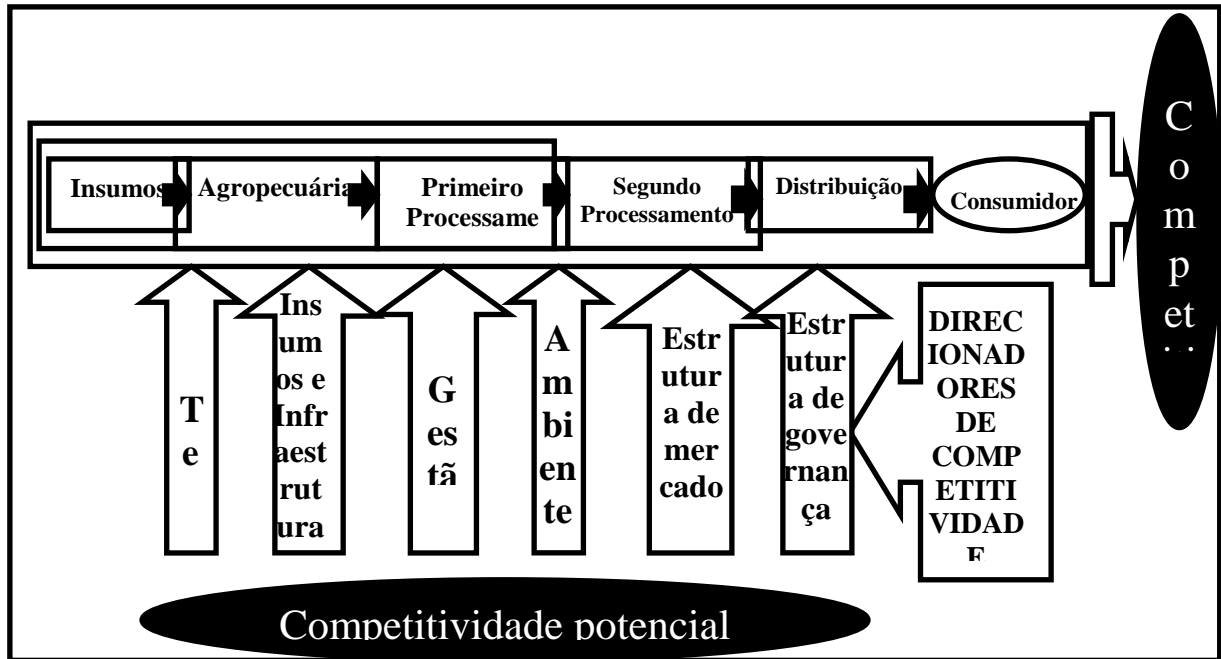 Insumos
Agropecuária
Primeiro
Processame
Segundo
Processamento
Distribuição
Consumidor
C
o
m
p
et
T
e
Ins
um
os e
Infr
aest
rut
ura
G
es
tã
A
m
bi
en
te
Estr
utur
a de
mer
cado
Estr
utur
a de
gove
rnan
ça
DIREC
IONAD
ORES
DE
COMP
ETITI
VIDAD
E
Competitividade potencial